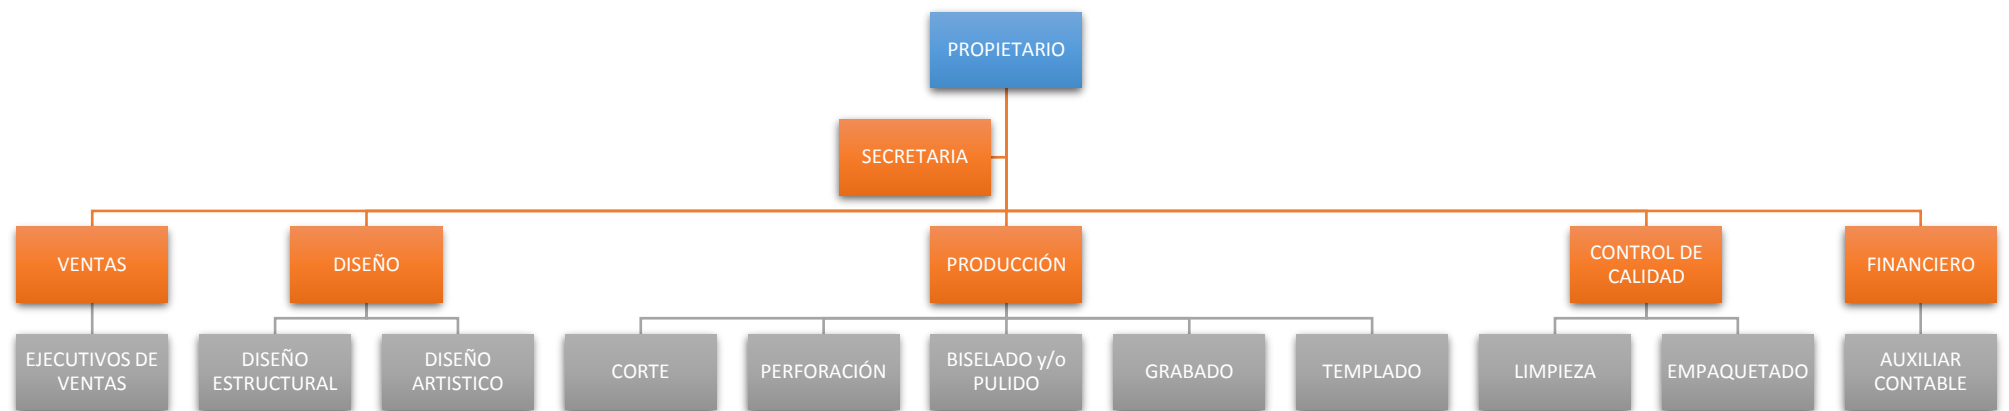 PROPIETARIO
SECRETARIA
VENTAS
DISEÑO
PRODUCCIÓN
CONTROL DE
CALIDAD
FINANCIERO
EJECUTIVOS DE
VENTAS
DISEÑO
ESTRUCTURAL
DISEÑO
ARTISTICO
CORTE
PERFORACIÓN
BISELADO y/o
PULIDO
GRABADO
TEMPLADO
LIMPIEZA
EMPAQUETADO
AUXILIAR
CONTABLE